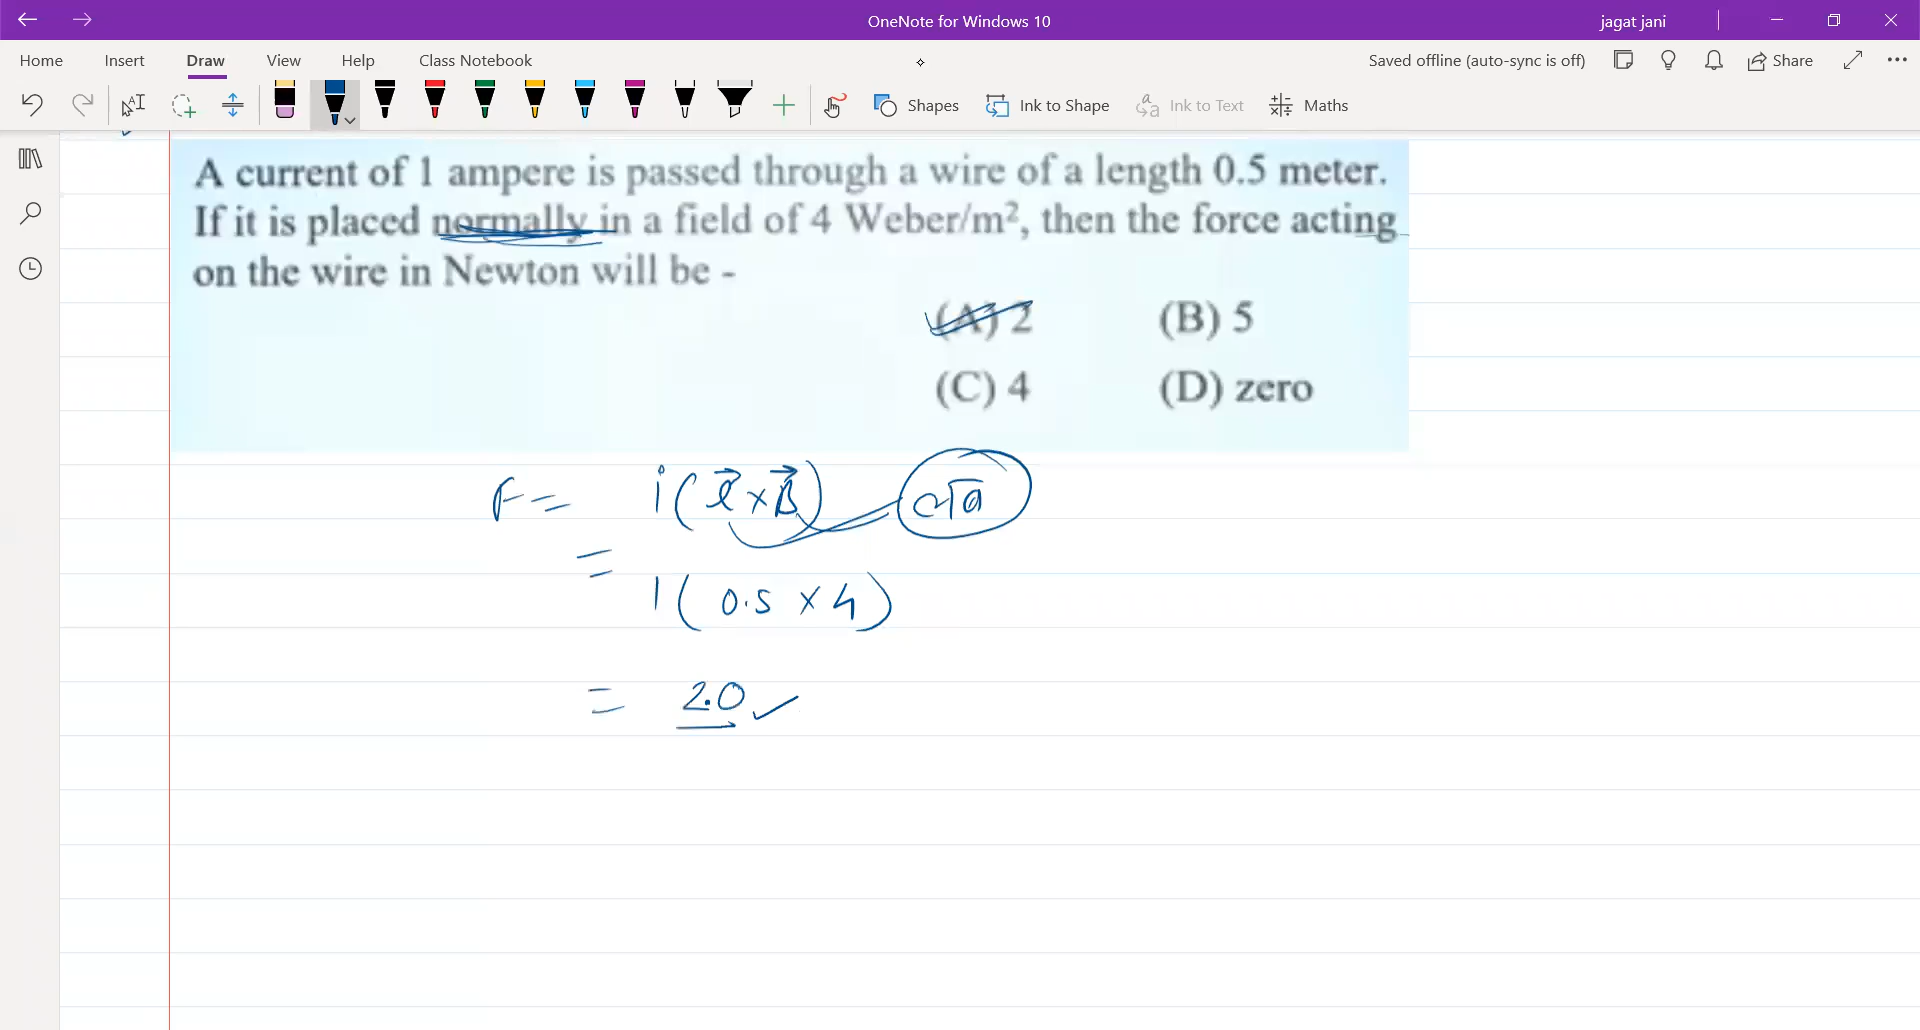 OneNote for Windows 10
jagat jani
Home Insert Draw View Help Class Notebook
Saved offline (auto-sync is off) Share
Shapes Ink to Shape Ink to Text Maths
A current of 1 ampere is passed through a wire of a length 0.5 meter.
If it is placed normally in a field of 4 Weber/m², then the force acting
on the wire in Newton will be -
(A) 2 (B) 5
(C) 4 (D) zero
F = i(l⃗ × B⃗)
=
1(0.5 × 4)
= 2.0 ✓